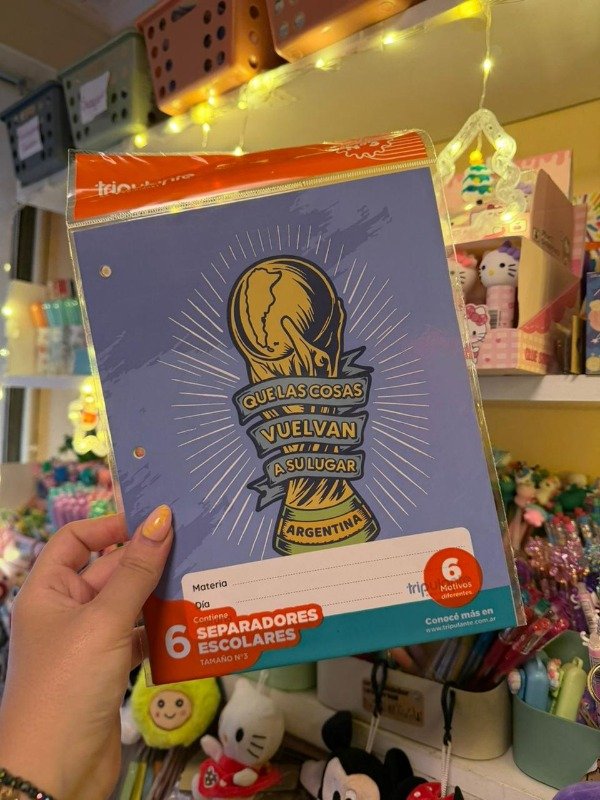 tripulante
QUE LAS COSAS
VUELVAN
A SU LUGAR
ARGENTINA
Materia
Día
Contiene
6 SEPARADORES
ESCOLARES
TAMAÑO N°3
6
Motivos
diferentes.
Conocé más en
www.tripulante.com.ar